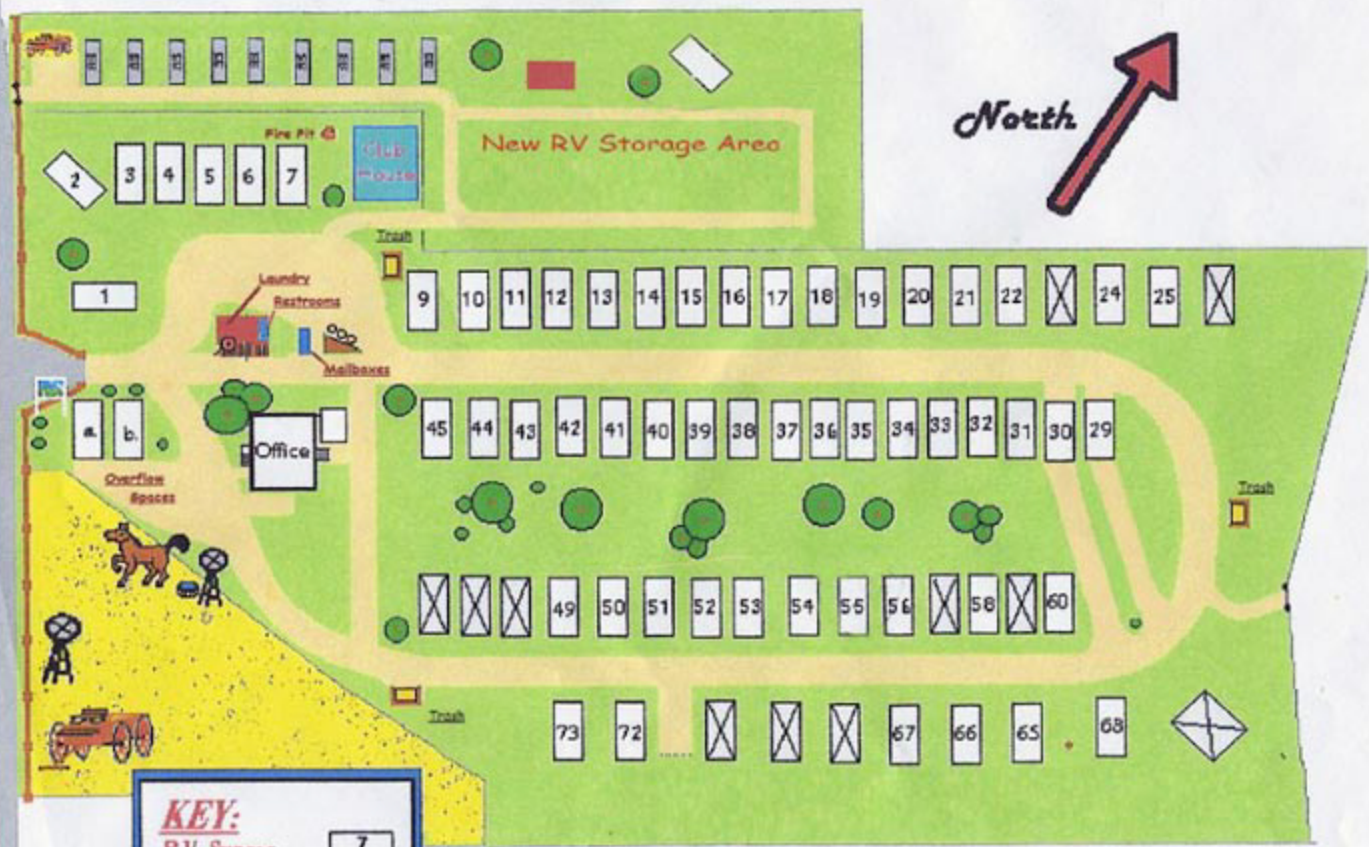 North
Fire Pit
Club
House
New RV Storage Area
2
3 4 5 6 7
Trash
1
Laundry
Restrooms
Mailboxes
9 10 11 12 13 14 15 16 17 18 19 20 21 22 24 25
a. b.
Office
Overflow
Spaces
45 44 43 42 41 40 39 38 37 36 35 34 33 32 31 30 29
Trash
49 50 51 52 53 54 55 56 58 60
Trash
73 72 67 66 65 63
KEY:
RV Spaces
7